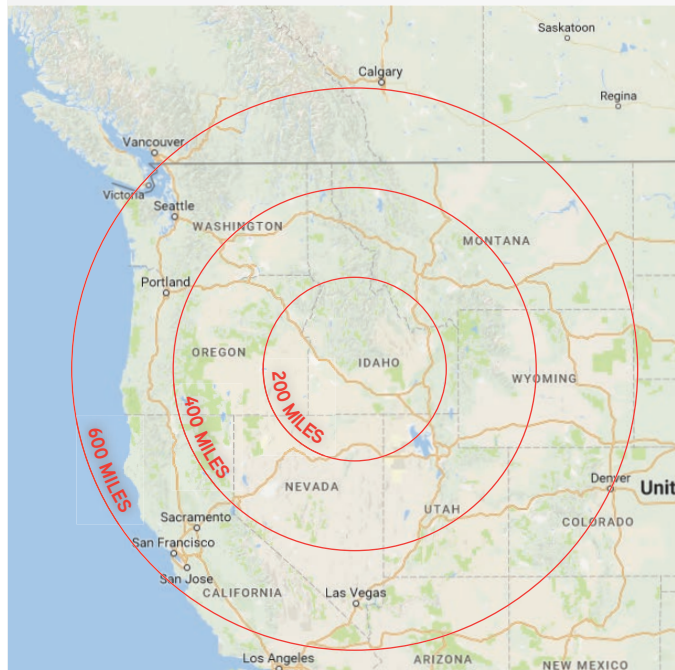 Saskatoon
Calgary
Regina
Vancouver
Victoria
Seattle
WASHINGTON
MONTANA
Portland
OREGON
IDAHO
WYOMING
200 MILES
400 MILES
600 MILES
NEVADA
Denver
Unit
UTAH
COLORADO
Sacramento
San Francisco
San Jose
CALIFORNIA
Las Vegas
Los Angeles
ARIZONA
NEW MEXICO